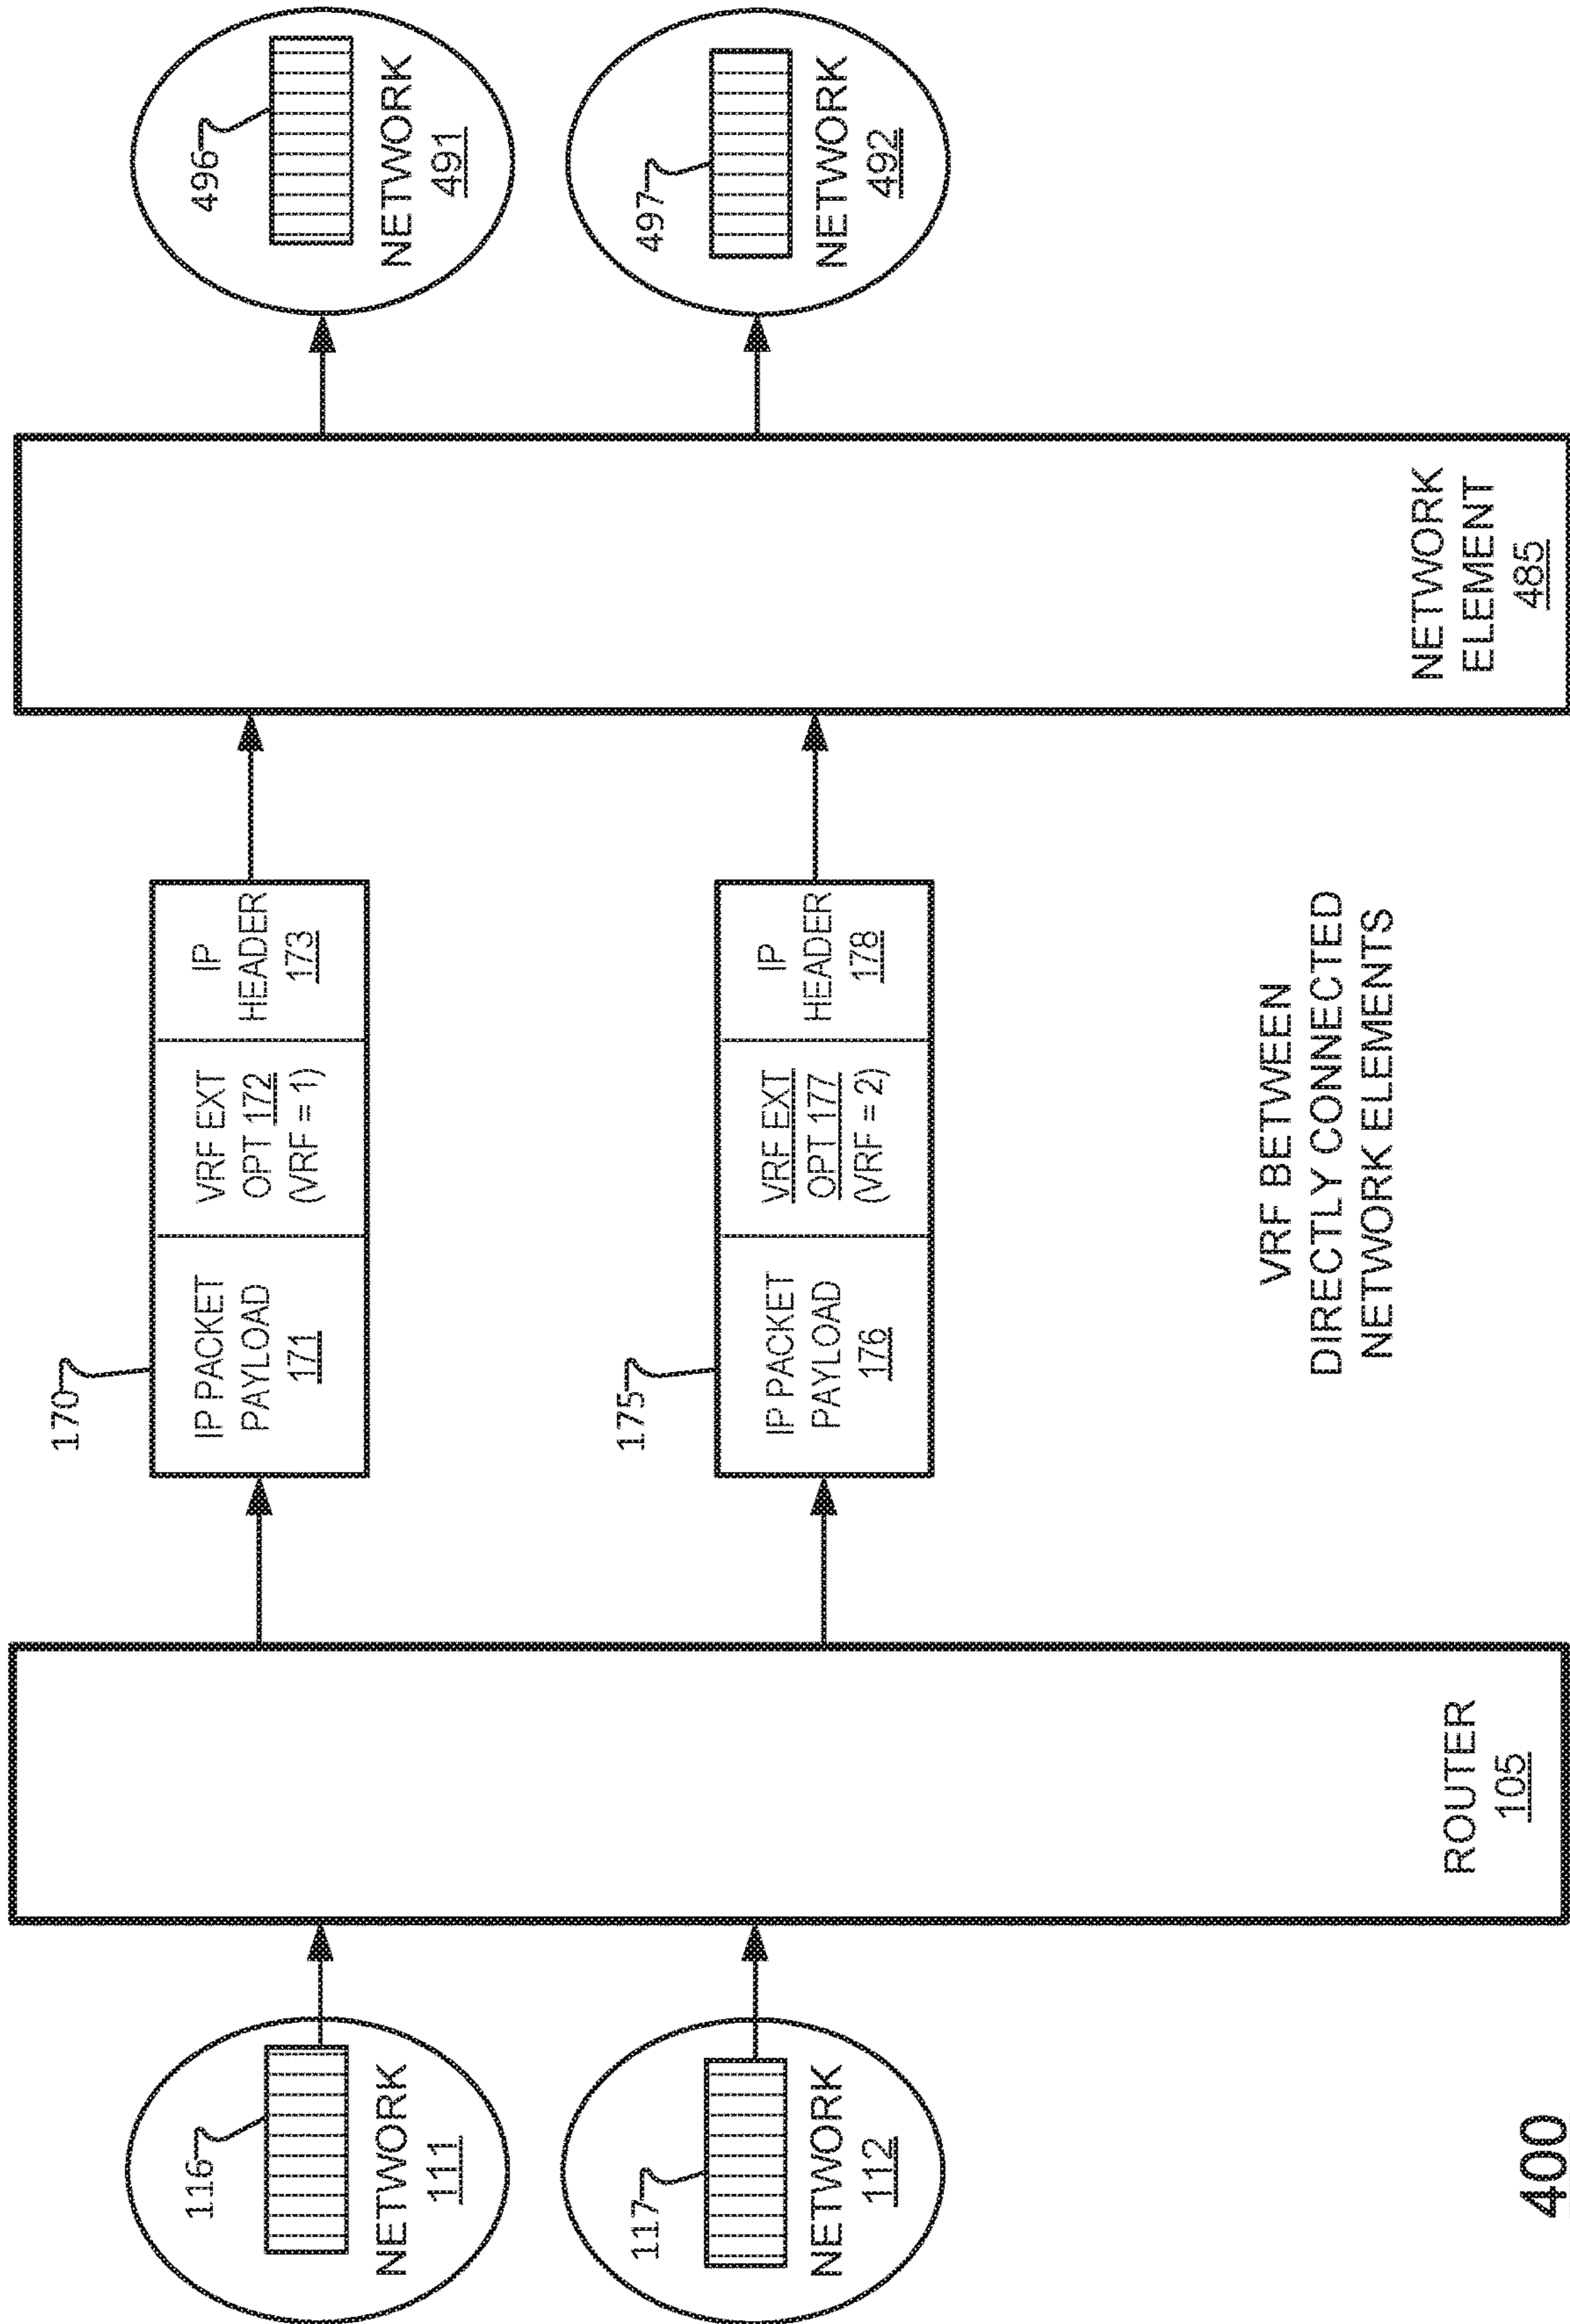 116
NETWORK
111
117
NETWORK
112
ROUTER
105
170
IP PACKET
PAYLOAD
171
VRF EXT
OPT 172
(VRF = 1)
IP
HEADER
173
175
IP PACKET
PAYLOAD
176
VRF EXT
OPT 177
(VRF = 2)
IP
HEADER
178
VRF BETWEEN
DIRECTLY CONNECTED
NETWORK ELEMENTS
NETWORK
ELEMENT
485
496
NETWORK
491
497
NETWORK
492
400